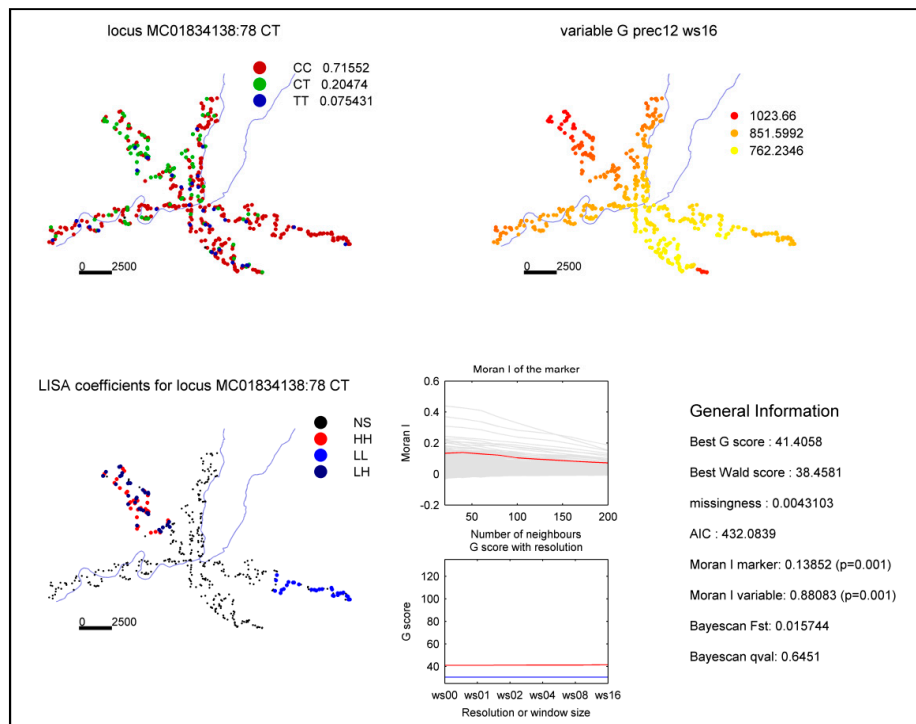 locus MC01834138:78 CT
CC 0.71552
CT 0.20474
TT 0.075431
0 2500
variable G prec12 ws16
1023.66
851.5992
762.2346
0 2500
LISA coefficients for locus MC01834138:78 CT
NS
HH
LL
LH
0 2500
Moran I of the marker
0.6
0.4
0.2
0
-0.2
Moran I
50 100 150 200
Number of neighbours
G score with resolution
120
100
80
60
40
G score
ws00 ws01 ws02 ws04 ws08 ws16
Resolution or window size
General Information
Best G score : 41.4058
Best Wald score : 38.4581
missingness : 0.0043103
AIC : 432.0839
Moran I marker: 0.13852 (p=0.001)
Moran I variable: 0.88083 (p=0.001)
Bayescan Fst: 0.015744
Bayescan qval: 0.6451